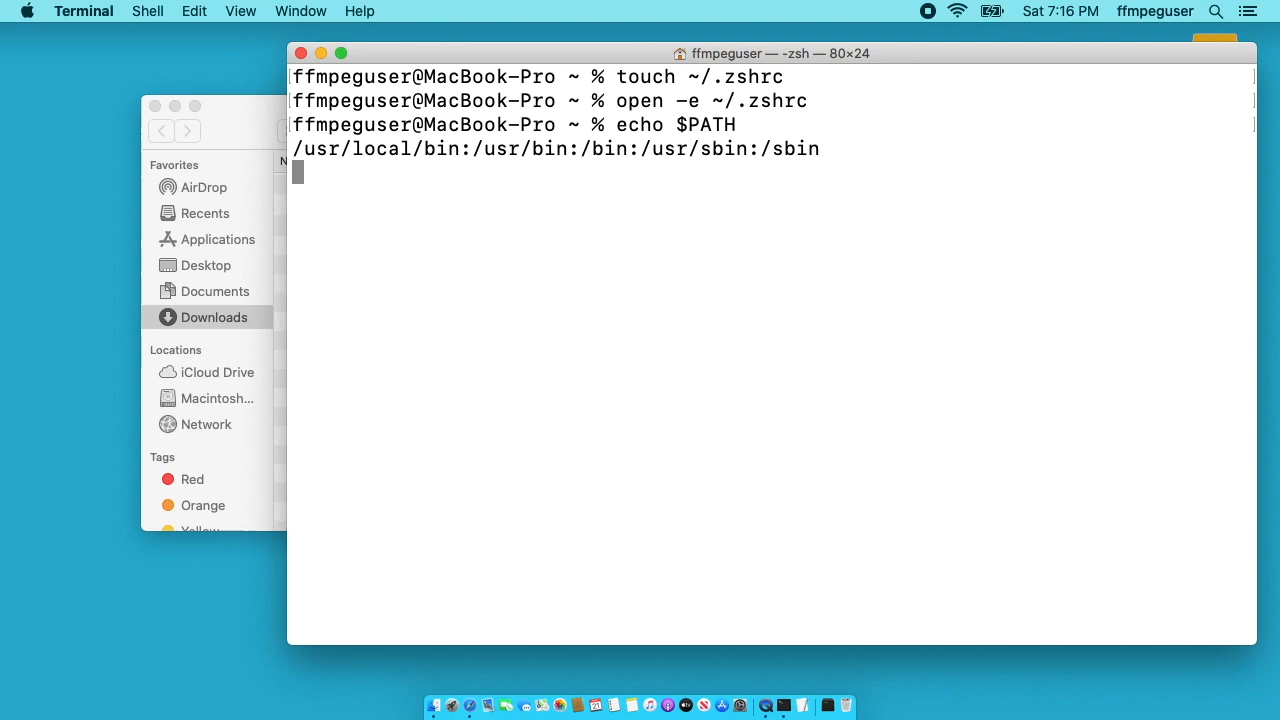 Terminal Shell Edit View Window Help Sat 7:16 PM ffmpeguser
ffmpeguser — -zsh — 80×24
ffmpeguser@MacBook-Pro ~ % touch ~/.zshrc
ffmpeguser@MacBook-Pro ~ % open -e ~/.zshrc
ffmpeguser@MacBook-Pro ~ % echo $PATH
/usr/local/bin:/usr/bin:/bin:/usr/sbin:/sbin
Favorites
AirDrop
Recents
Applications
Desktop
Documents
Downloads
Locations
iCloud Drive
Macintosh...
Network
Tags
Red
Orange
Yellow